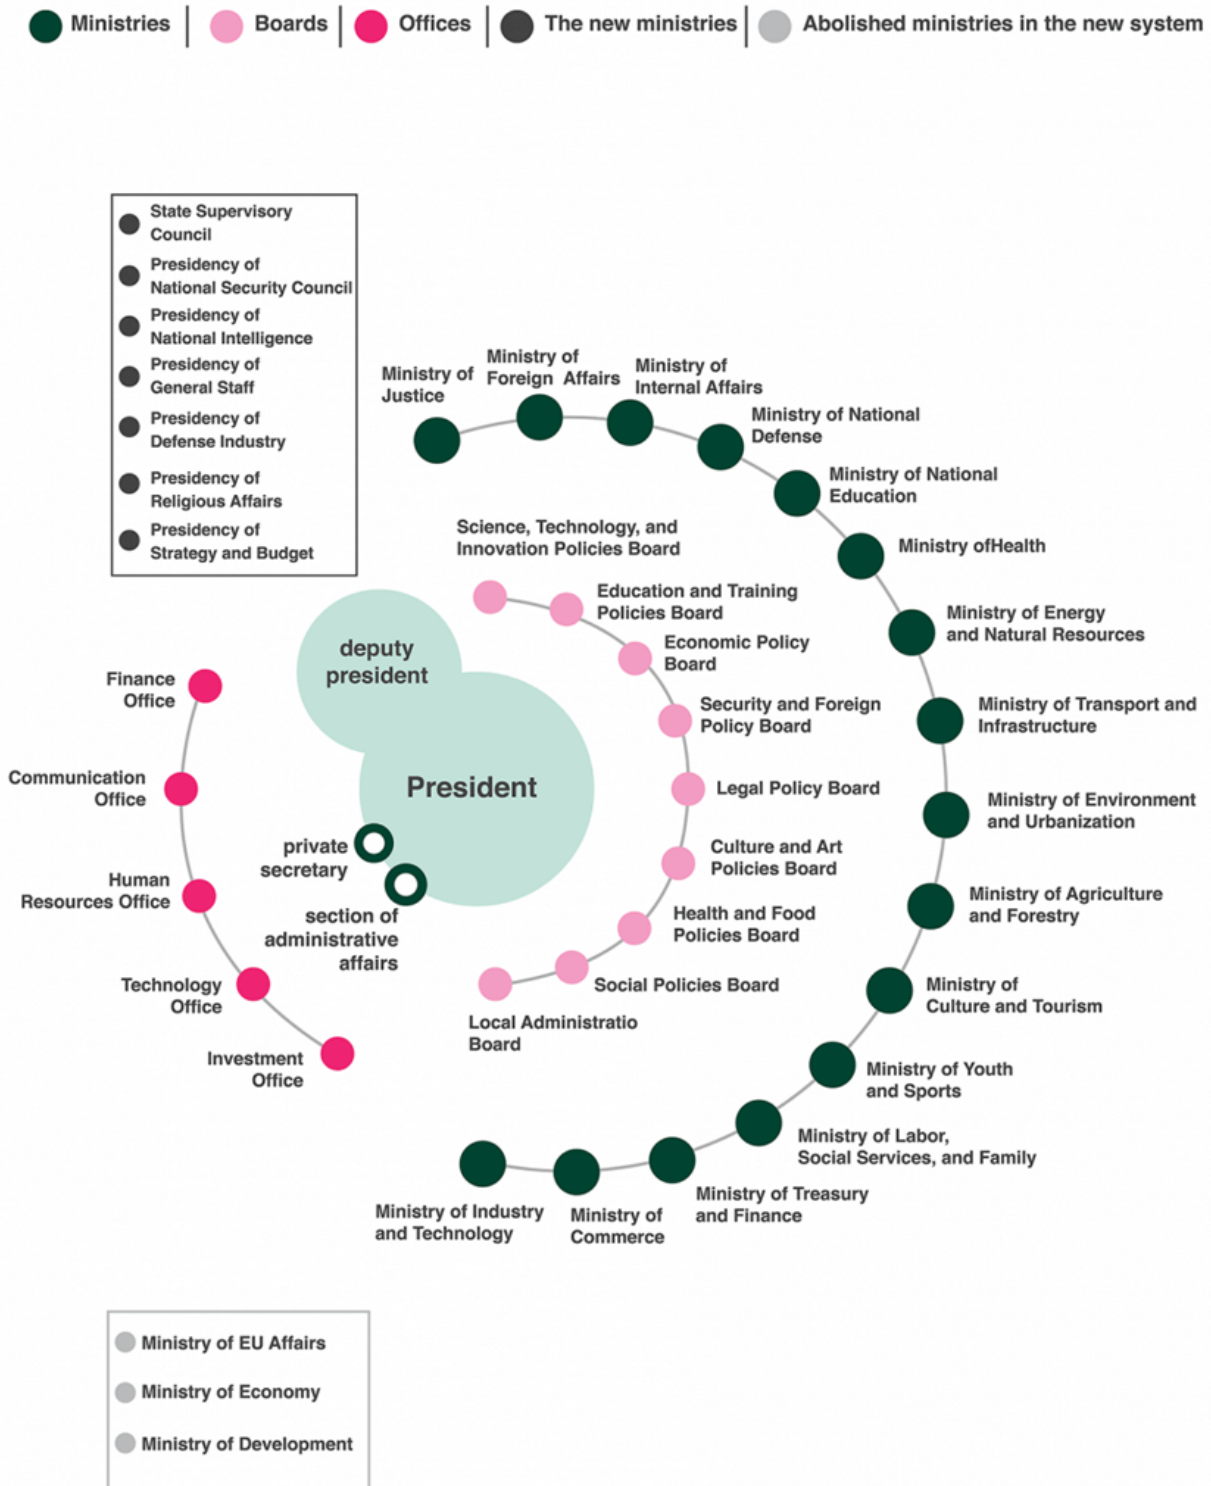 Ministries
Boards
Offices
The new ministries
Abolished ministries in the new system
State Supervisory
Council
Presidency of
National Security Council
Presidency of
National Intelligence
Presidency of
General Staff
Presidency of
Defense Industry
Presidency of
Religious Affairs
Presidency of
Strategy and Budget
Ministry of
Justice
Ministry of
Foreign Affairs
Ministry of
Internal Affairs
Ministry of National
Defense
Ministry of National
Education
Ministry ofHealth
Ministry of Energy
and Natural Resources
Ministry of Transport and
Infrastructure
Ministry of Environment
and Urbanization
Ministry of Agriculture
and Forestry
Ministry of
Culture and Tourism
Ministry of Youth
and Sports
Ministry of Labor,
Social Services, and Family
Ministry of Treasury
and Finance
Ministry of
Commerce
Ministry of Industry
and Technology
Science, Technology, and
Innovation Policies Board
Education and Training
Policies Board
Economic Policy
Board
Security and Foreign
Policy Board
Legal Policy Board
Culture and Art
Policies Board
Health and Food
Policies Board
Social Policies Board
Local Administratio
Board
deputy
president
President
private
secretary
section of
administrative
affairs
Finance
Office
Communication
Office
Human
Resources Office
Technology
Office
Investment
Office
Ministry of EU Affairs
Ministry of Economy
Ministry of Development